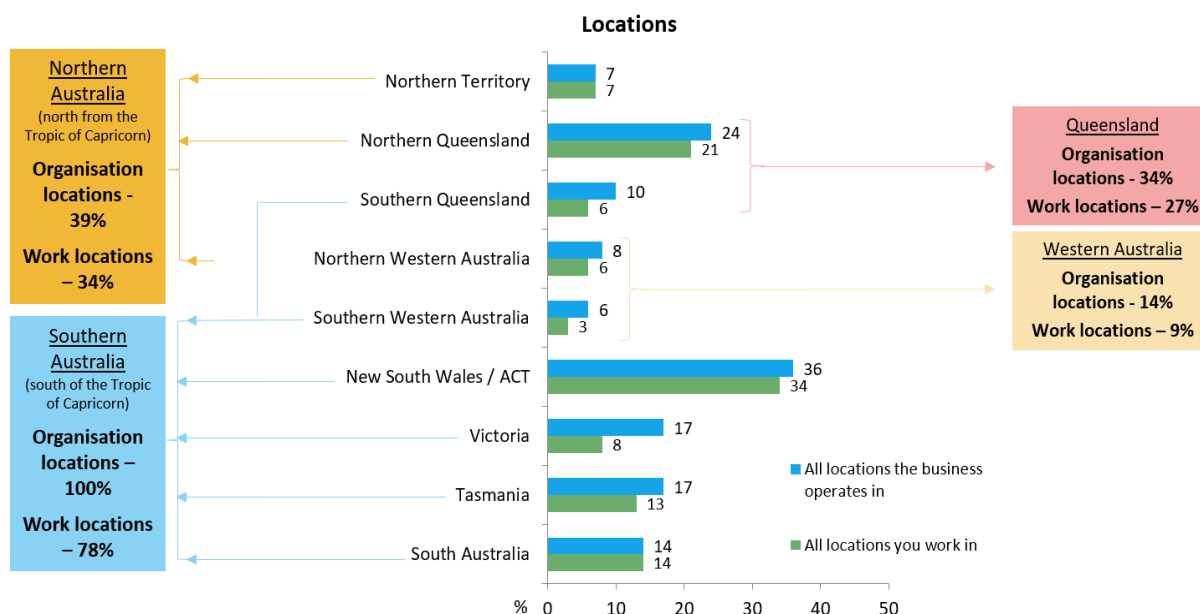 Locations
Northern
Australia
(north from the
Tropic of Capricorn)
Organisation
locations -
39%
Work locations
– 34%
Southern
Australia
(south of the Tropic
of Capricorn)
Organisation
locations –
100%
Work locations
– 78%
Northern Territory
7
7
Northern Queensland
24
21
Southern Queensland
10
6
Northern Western Australia
8
6
Southern Western Australia
6
3
New South Wales / ACT
36
34
Victoria
17
8
Tasmania
17
13
South Australia
14
14
% 0 10 20 30 40 50
All locations the business
operates in
All locations you work in
Queensland
Organisation
locations - 34%
Work locations – 27%
Western Australia
Organisation
locations - 14%
Work locations – 9%